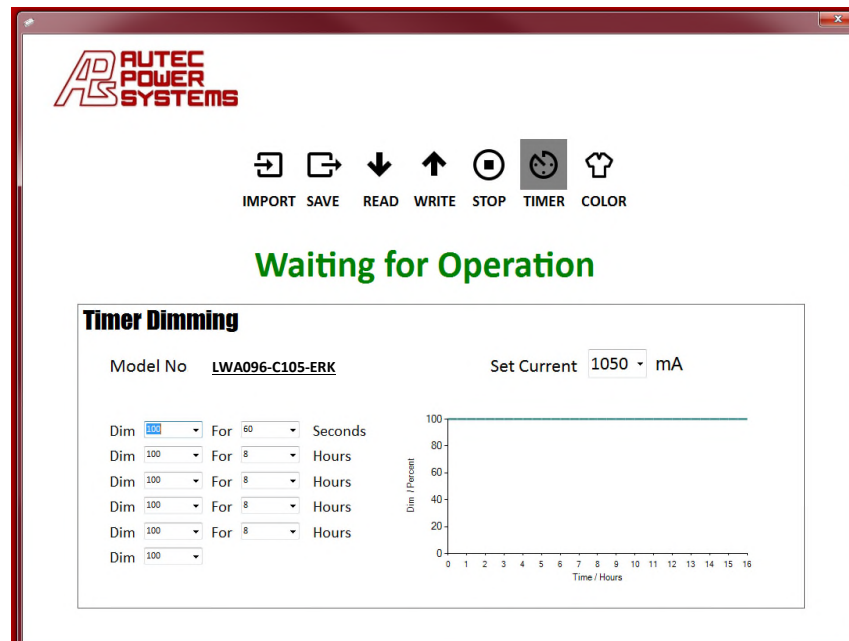 AUTEC
POWER
SYSTEMS
APS
IMPORT SAVE READ WRITE STOP TIMER COLOR
Waiting for Operation
Timer Dimming
Model No LWA096-C105-ERK
Set Current 1050 mA
Dim 100 For 60 Seconds
Dim 100 For 8 Hours
Dim 100 For 8 Hours
Dim 100 For 8 Hours
Dim 100 For 8 Hours
Dim 100
Dim / Percent
100
80
60
40
20
0
0 1 2 3 4 5 6 7 8 9 10 11 12 13 14 15 16
Time / Hours